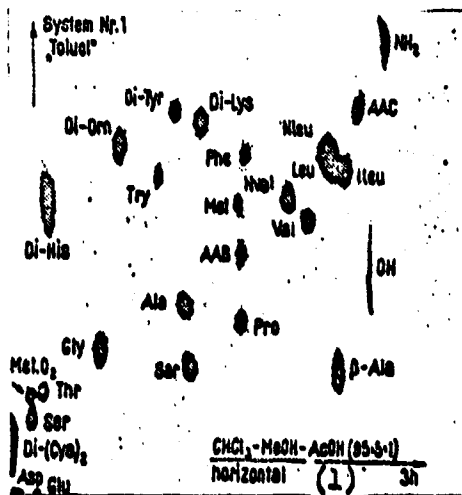 System Nr.1
„Toluol"
NH₂
AAC
Di-Tyr
Di-Lys
Di-Orn
Nleu
Phe
Leu
Ileu
Try
Nval
Met
Val
Di-His
AAB
OH
Ala
Pro
Gly
Sar
β-Ala
Met.O₂
Thr
Ser
Di-(Cys)₂
CHCl₃-MeOH-AcOH (95:5:1)
Asp
Glu
horizontal
(1)
3h